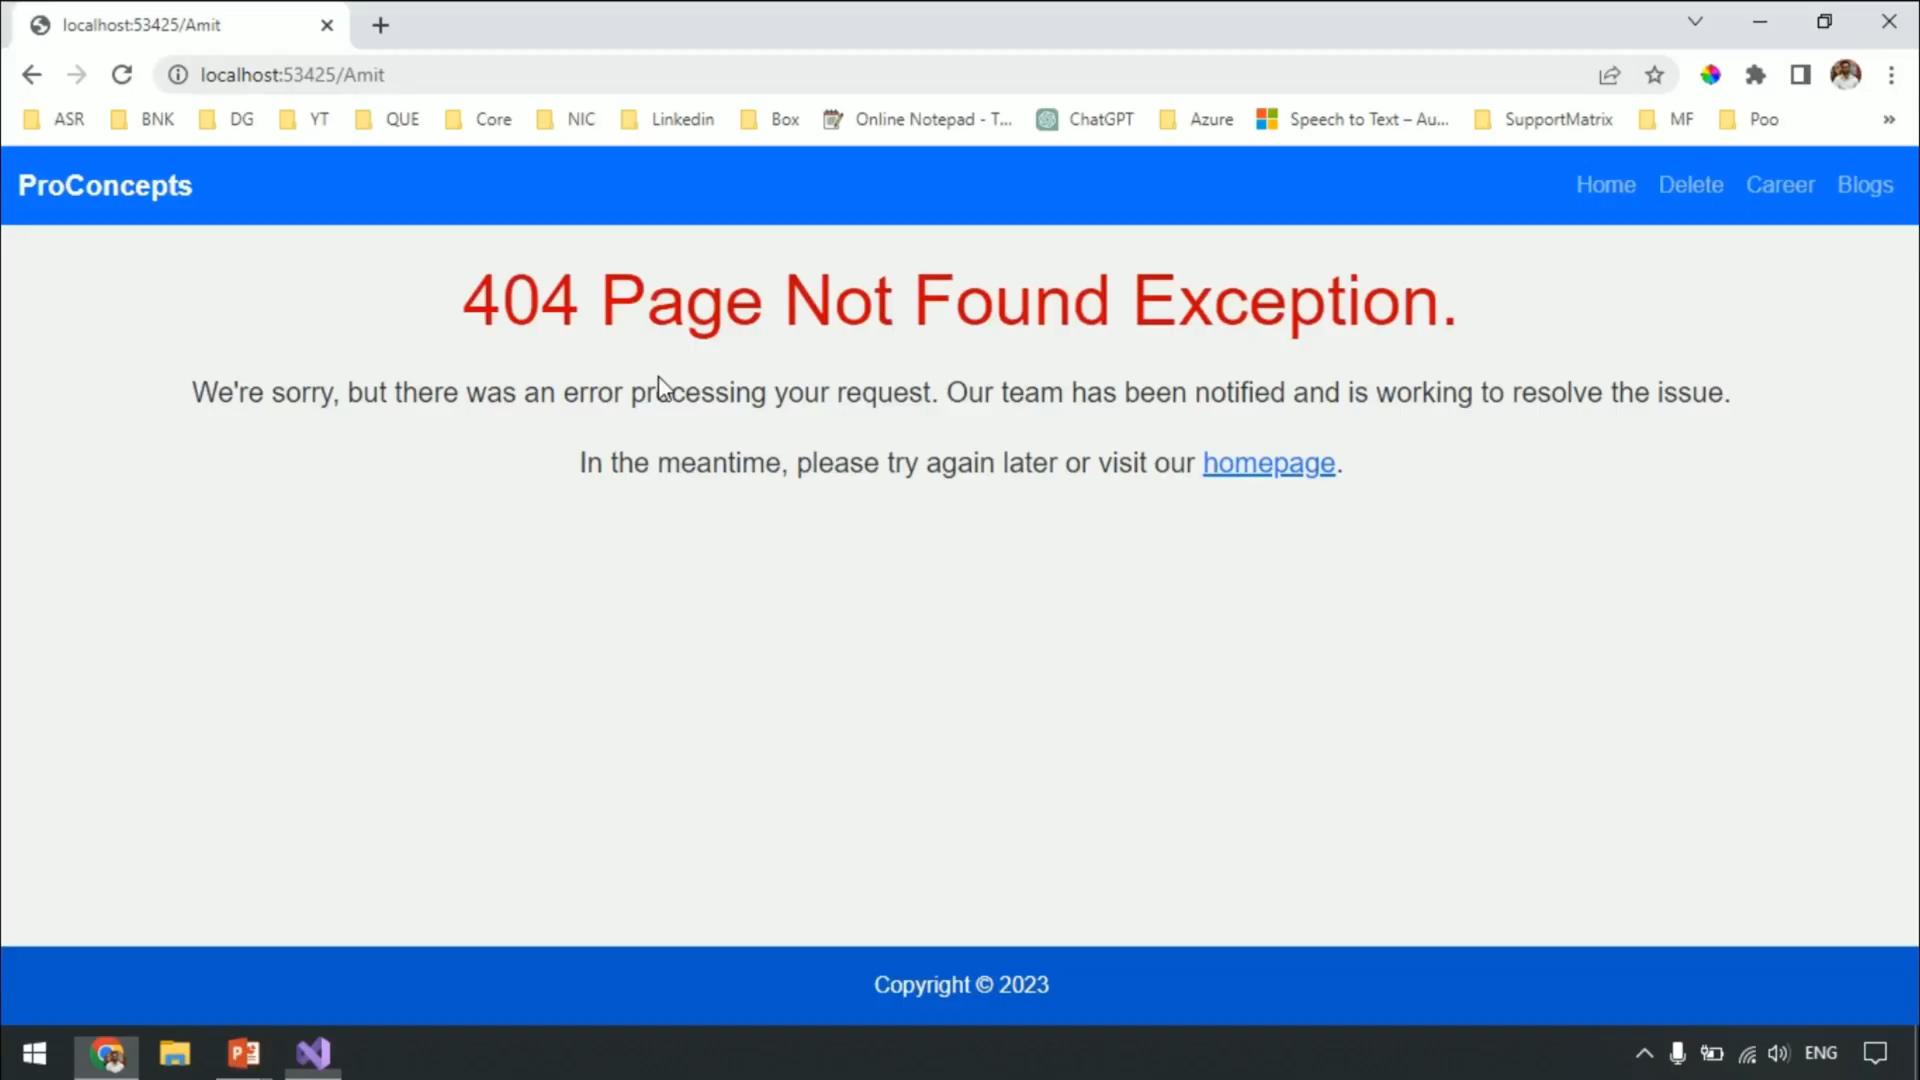 localhost:53425/Amit
localhost:53425/Amit
ASR BNK DG YT QUE Core NIC Linkedin Box Online Notepad - T... ChatGPT Azure Speech to Text – Au... SupportMatrix MF Poo »
ProConcepts Home Delete Career Blogs
404 Page Not Found Exception.
We're sorry, but there was an error processing your request. Our team has been notified and is working to resolve the issue.
In the meantime, please try again later or visit our homepage.
Copyright © 2023
ENG